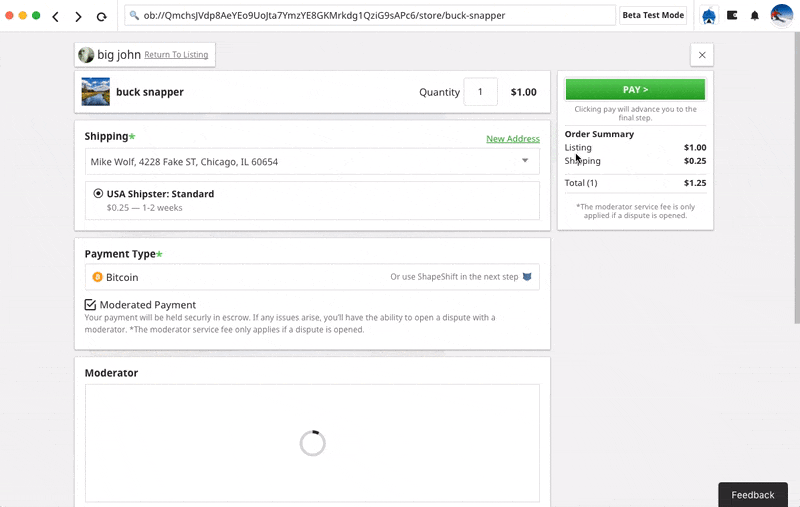 ob://QmchsJVdp8AeYEo9UoJta7YmzYE8GKMrkdg1QziG9sAPc6/store/buck-snapper
Beta Test Mode
big john Return To Listing
buck snapper
Quantity 1 $1.00
PAY >
Clicking pay will advance you to the
final step.
Order Summary
Listing $1.00
Shipping $0.25
Total (1) $1.25
*The moderator service fee is only
applied if a dispute is opened.
Shipping*
New Address
Mike Wolf, 4228 Fake ST, Chicago, IL 60654
USA Shipster: Standard
$0.25 — 1-2 weeks
Payment Type*
Bitcoin
Or use ShapeShift in the next step
Moderated Payment
Your payment will be held securely in escrow. If any issues arise, you'll have the ability to open a dispute with a
moderator. *The moderator service fee only applies if a dispute is opened.
Moderator
Feedback